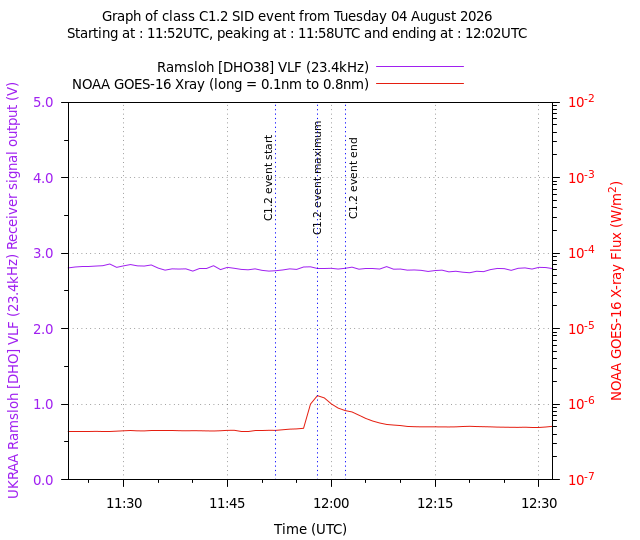 Graph of class C1.2 SID event from Tuesday 04 August 2026
Starting at : 11:52UTC, peaking at : 11:58UTC and ending at : 12:02UTC
Ramsloh [DHO38] VLF (23.4kHz)
NOAA GOES-16 Xray (long = 0.1nm to 0.8nm)
UKRAA Ramsloh [DHO] VLF (23.4kHz) Receiver signal output (V)
5.0
4.0
3.0
2.0
1.0
0.0
C1.2 event start
C1.2 event maximum
C1.2 event end
10-2
10-3
10-4
10-5
10-6
10-7
NOAA GOES-16 X-ray Flux (W/m2)
11:30
11:45
12:00
12:15
12:30
Time (UTC)